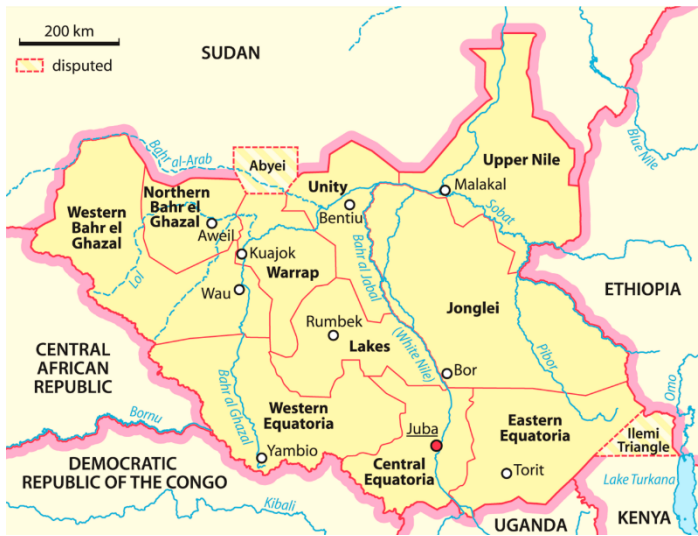 200 km
disputed
SUDAN
Blue Nile
Bahr al-Arab
Abyei
Upper Nile
Unity
Malakal
Northern
Bahr el
Ghazal
Western
Bahr el
Ghazal
Bentiu
Sobat
Aweil
Kuajok
Warrap
Bahr al Jabal
Lol
Wau
ETHIOPIA
Jonglei
Rumbek
Lakes
(White Nile)
Pibor
CENTRAL
AFRICAN
REPUBLIC
Bor
Omo
Bahr al Ghazal
Western
Equatoria
Bornu
Juba
Eastern
Equatoria
Ilemi
Triangle
Yambio
DEMOCRATIC
REPUBLIC OF THE CONGO
Central
Equatoria
Torit
Lake Turkana
Kibali
UGANDA
KENYA